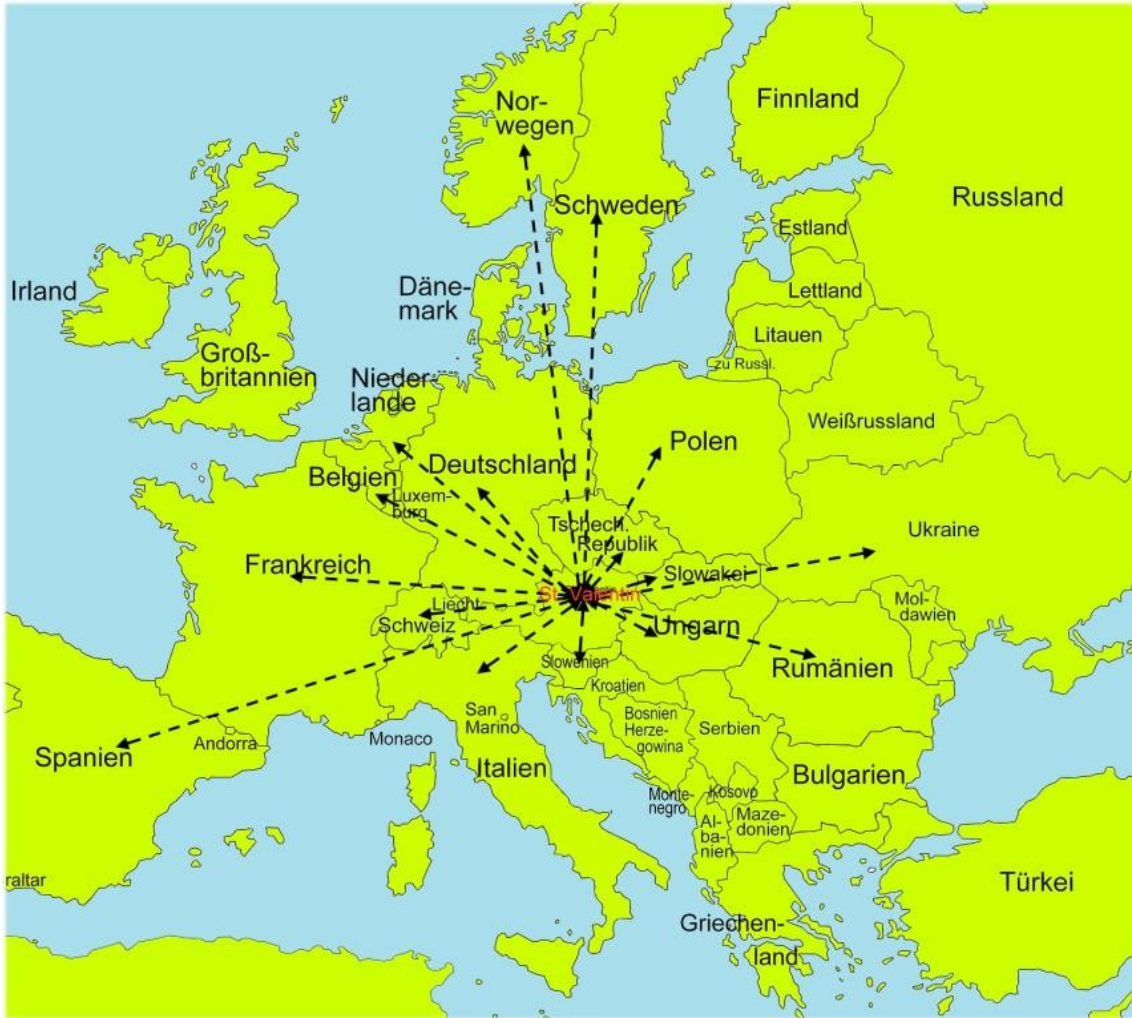 Nor-
wegen
Finnland
Russland
Schweden
Estland
Irland
Däne-
mark
Lettland
Groß-
britannien
Litauen
zu Russl.
Nieder-
lande
Weißrussland
Polen
Deutschland
Belgien
Luxem-
burg
Tschech.
Republik
Ukraine
Frankreich
Slowakei
St. Valentin
Liecht.
Schweiz
Mol-
dawien
Ungarn
Slowenien
Rumänien
Kroatien
San
Marino
Bosnien
Herze-
gowina
Serbien
Andorra
Monaco
Spanien
Italien
Bulgarien
Monte-
negro
Kosovo
Al-
ba-
nien
Maze-
donien
raltar
Türkei
Griechen-
land